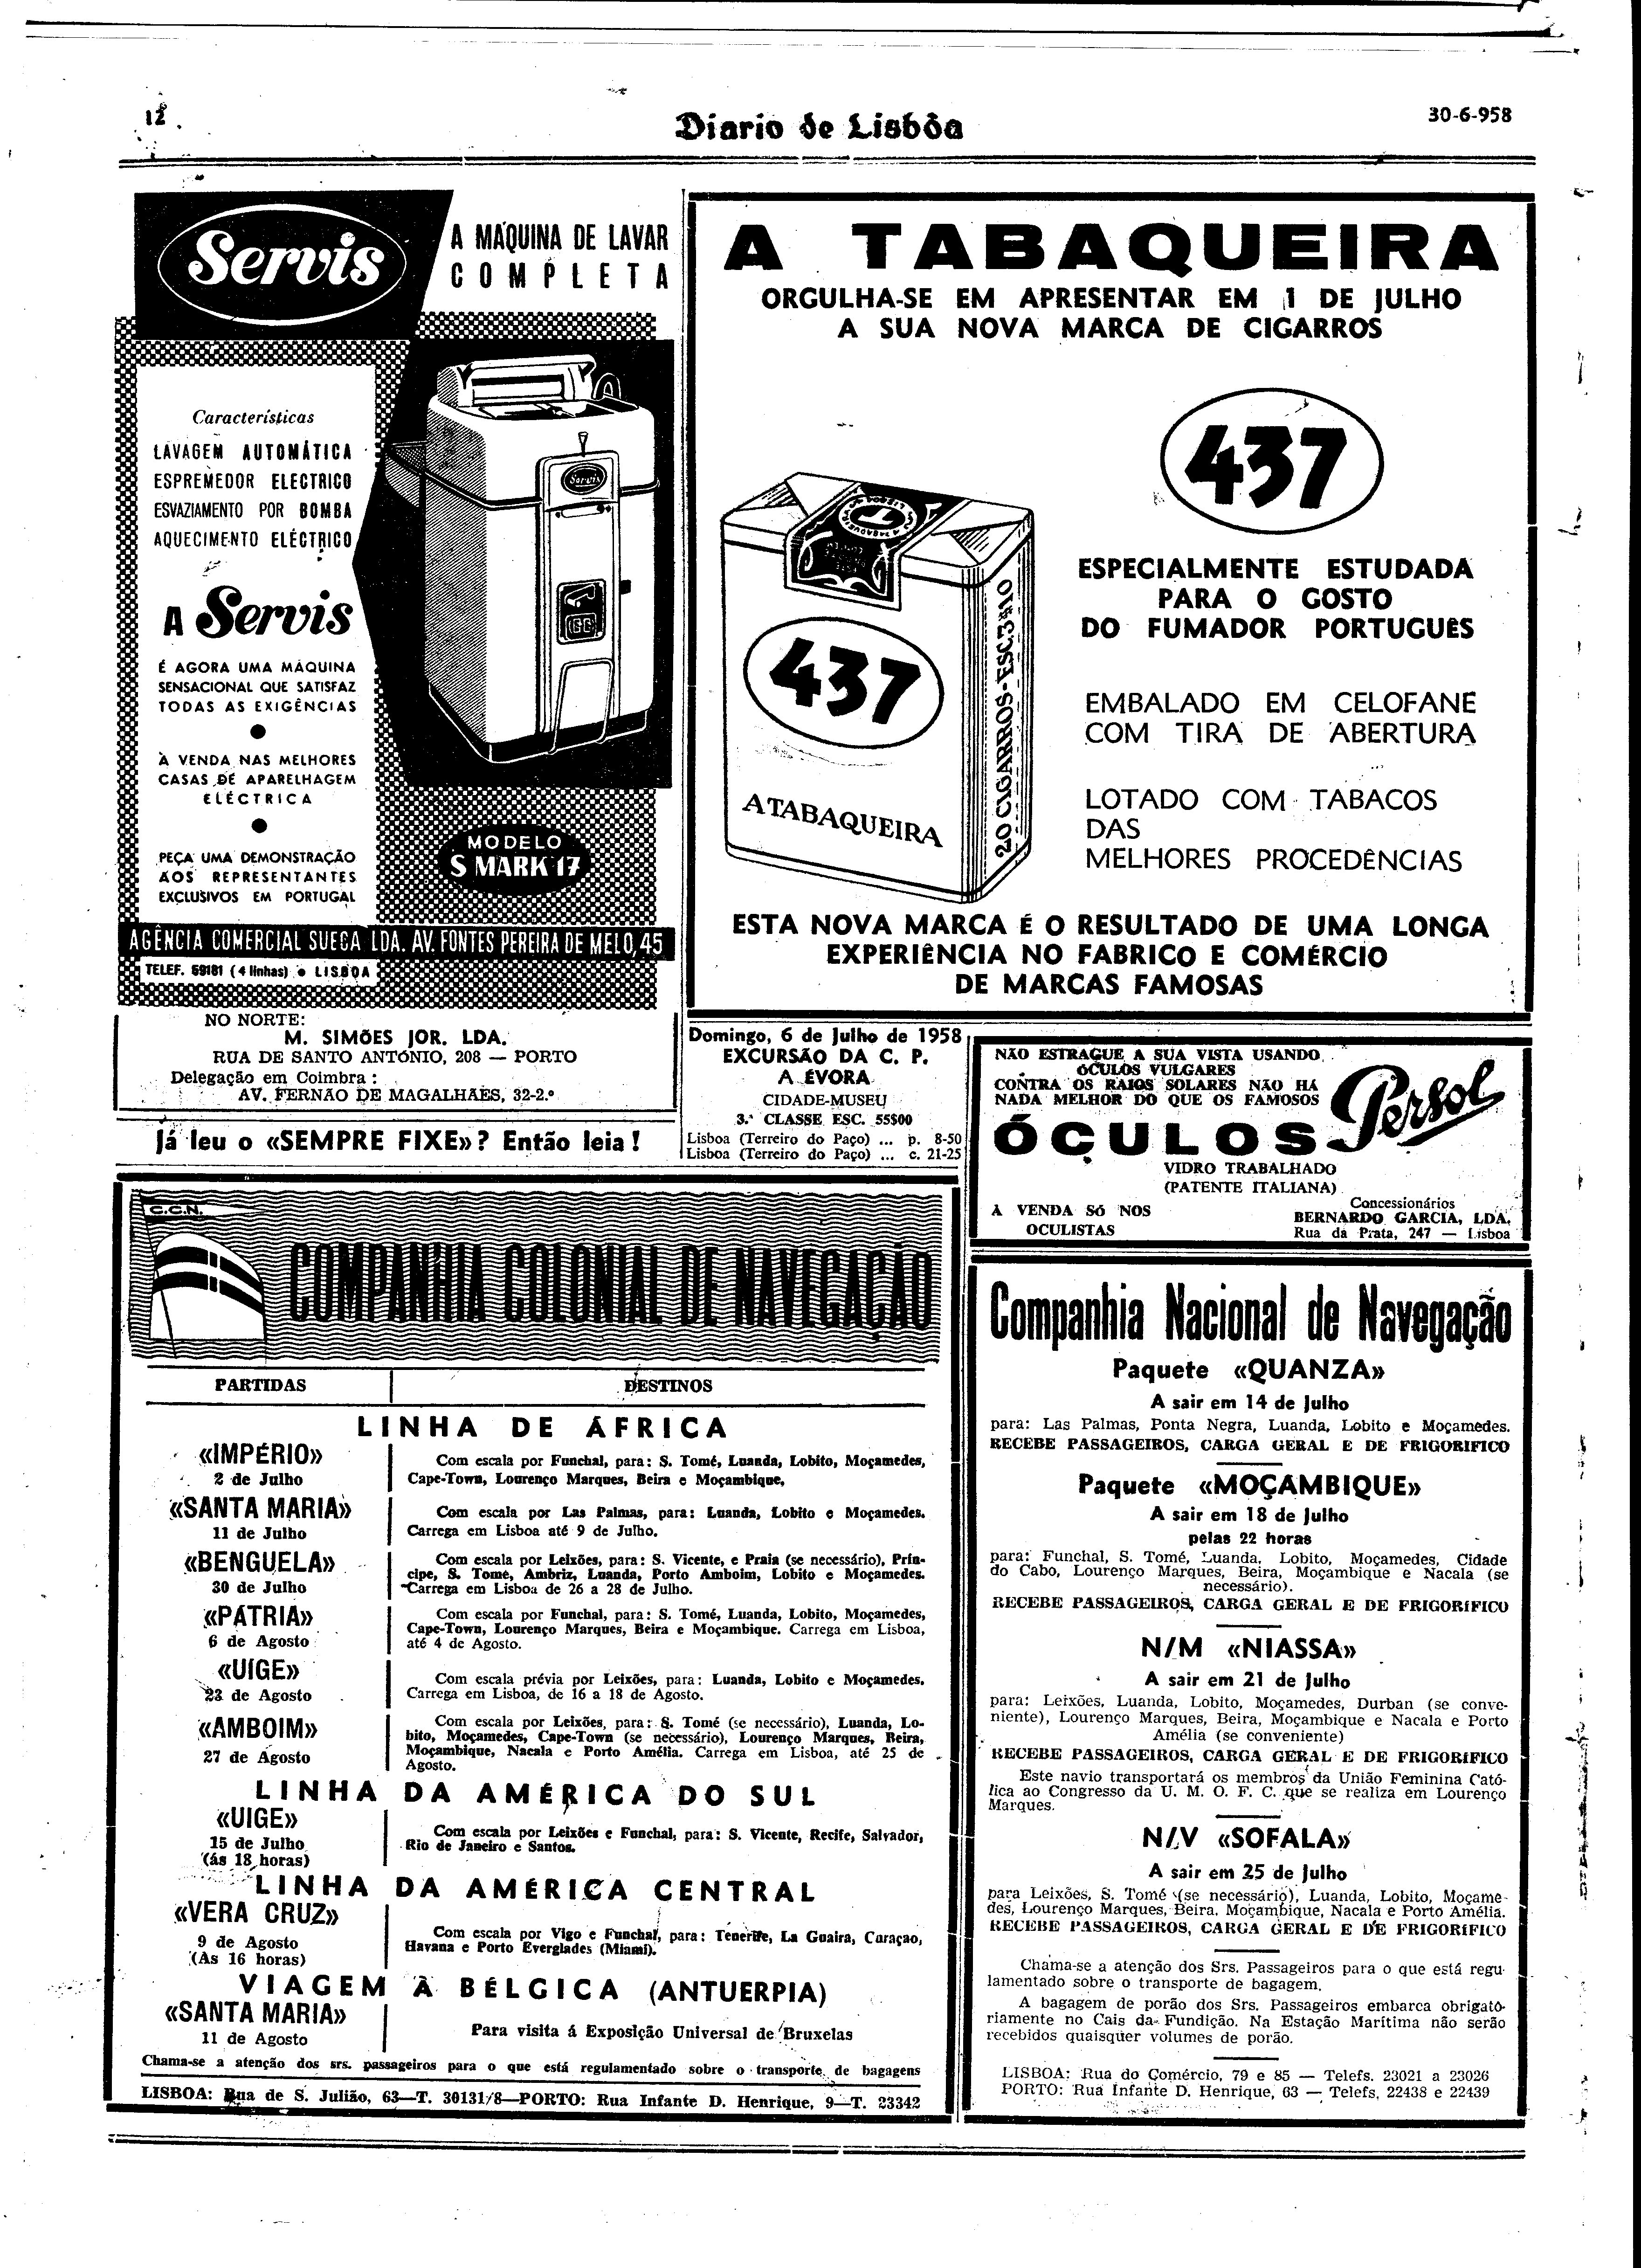 12
Diario de Lisbôa
30-6-958
Servis
A MÁQUINA DE LAVAR
COMPLETA
Características
LAVAGEM AUTOMÁTICA
ESPREMEDOR ELECTRICO
ESVAZIAMENTO POR BOMBA
AQUECIMENTO ELÉCTRICO
A Servis
É AGORA UMA MÁQUINA
SENSACIONAL QUE SATISFAZ
TODAS AS EXIGÊNCIAS
À VENDA NAS MELHORES
CASAS DE APARELHAGEM
ELÉCTRICA
PEÇA UMA DEMONSTRAÇÃO
AOS REPRESENTANTES
EXCLUSIVOS EM PORTUGAL
Servis
MODELO
S MARK 17
AGÊNCIA COMERCIAL SUECA LDA. AV. FONTES PEREIRA DE MELO, 45
TELEF. 59181 (4 linhas) • LISBOA
NO NORTE:
M. SIMÕES JOR. LDA.
RUA DE SANTO ANTÓNIO, 208 — PORTO
Delegação em Coimbra:
AV. FERNÃO DE MAGALHÃES, 32-2.º
Já leu o «SEMPRE FIXE»? Então leia!
A TABAQUEIRA
ORGULHA-SE EM APRESENTAR EM 1 DE JULHO
A SUA NOVA MARCA DE CIGARROS
437
437
A TABAQUEIRA
20 CIGARROS-ESC.3$10
ESPECIALMENTE ESTUDADA
PARA O GOSTO
DO FUMADOR PORTUGUÊS
EMBALADO EM CELOFANE
COM TIRA DE ABERTURA
LOTADO COM TABACOS
DAS
MELHORES PROCEDÊNCIAS
ESTA NOVA MARCA É O RESULTADO DE UMA LONGA
EXPERIÊNCIA NO FABRICO E COMÉRCIO
DE MARCAS FAMOSAS
Domingo, 6 de Julho de 1958
EXCURSÃO DA C. P.
A ÉVORA
CIDADE-MUSEU
3.ª CLASSE ESC. 55$00
Lisboa (Terreiro do Paço) ... p. 8-50
Lisboa (Terreiro do Paço) ... c. 21-25
NÃO ESTRAGUE A SUA VISTA USANDO
ÓCULOS VULGARES
CONTRA OS RAIOS SOLARES NÃO HÁ
NADA MELHOR DO QUE OS FAMOSOS
ÓCULOS Persol
VIDRO TRABALHADO
(PATENTE ITALIANA)
À VENDA SÓ NOS
OCULISTAS
Concessionários
BERNARDO GARCIA, LDA.
Rua da Prata, 247 — Lisboa
C.C.N.
COMPANHIA COLONIAL DE NAVEGAÇÃO
PARTIDAS DESTINOS
LINHA DE ÁFRICA
«IMPÉRIO»
2 de Julho
Com escala por Funchal, para: S. Tomé, Luanda, Lobito, Moçamedes,
Cape-Town, Lourenço Marques, Beira e Moçambique,
«SANTA MARIA»
11 de Julho
Com escala por Las Palmas, para: Luanda, Lobito e Moçamedes.
Carrega em Lisboa até 9 de Julho.
«BENGUELA»
30 de Julho
Com escala por Leixões, para: S. Vicente, e Praia (se necessário), Prín-
cipe, S. Tomé, Ambriz, Luanda, Porto Amboim, Lobito e Moçamedes.
Carrega em Lisboa de 26 a 28 de Julho.
«PÁTRIA»
6 de Agosto
Com escala por Funchal, para: S. Tomé, Luanda, Lobito, Moçamedes,
Cape-Town, Lourenço Marques, Beira e Moçambique. Carrega em Lisboa,
até 4 de Agosto.
«UIGE»
23 de Agosto
Com escala prévia por Leixões, para: Luanda, Lobito e Moçamedes.
Carrega em Lisboa, de 16 a 18 de Agosto.
«AMBOIM»
27 de Agosto
Com escala por Leixões, para: S. Tomé (se necessário), Luanda, Lo-
bito, Moçamedes, Cape-Town (se necessário), Lourenço Marques, Beira,
Moçambique, Nacala e Porto Amélia. Carrega em Lisboa, até 25 de
Agosto.
LINHA DA AMÉRICA DO SUL
«UIGE»
15 de Julho
(ás 18 horas)
Com escala por Leixões e Funchal, para: S. Vicente, Recife, Salvador,
Rio de Janeiro e Santos.
LINHA DA AMÉRICA CENTRAL
«VERA CRUZ»
9 de Agosto
(Às 16 horas)
Com escala por Vigo e Funchal, para: Tenerife, La Guaira, Curaçao,
Havana e Porto Everglades (Miami).
VIAGEM À BÉLGICA (ANTUERPIA)
«SANTA MARIA»
11 de Agosto
Para visita á Exposição Universal de Bruxelas
Chama-se a atenção dos srs. passageiros para o que está regulamentado sobre o transporte de bagagens
LISBOA: Rua de S. Julião, 63—T. 30131/8—PORTO: Rua Infante D. Henrique, 9—T. 23342
Companhia Nacional de Navegação
Paquete «QUANZA»
A sair em 14 de Julho
para: Las Palmas, Ponta Negra, Luanda, Lobito e Moçamedes.
RECEBE PASSAGEIROS, CARGA GERAL E DE FRIGORIFICO
Paquete «MOÇAMBIQUE»
A sair em 18 de Julho
pelas 22 horas
para: Funchal, S. Tomé, Luanda, Lobito, Moçamedes, Cidade
do Cabo, Lourenço Marques, Beira, Moçambique e Nacala (se
necessário).
RECEBE PASSAGEIROS, CARGA GERAL E DE FRIGORÍFICO
N/M «NIASSA»
A sair em 21 de Julho
para: Leixões, Luanda, Lobito, Moçamedes, Durban (se conve-
niente), Lourenço Marques, Beira, Moçambique e Nacala e Porto
Amélia (se conveniente)
RECEBE PASSAGEIROS, CARGA GERAL E DE FRIGORIFICO
Este navio transportará os membros da União Feminina Cató-
lica ao Congresso da U. M. O. F. C. que se realiza em Lourenço
Marques.
N/V «SOFALA»
A sair em 25 de Julho
para Leixões, S. Tomé (se necessário), Luanda, Lobito, Moçame-
des, Lourenço Marques, Beira, Moçambique, Nacala e Porto Amélia.
RECEBE PASSAGEIROS, CARGA GERAL E DE FRIGORÍFICO
Chama-se a atenção dos Srs. Passageiros para o que está regu-
lamentado sobre o transporte de bagagem.
A bagagem de porão dos Srs. Passageiros embarca obrigatò-
riamente no Cais da Fundição. Na Estação Marítima não serão
recebidos quaisquer volumes de porão.
LISBOA: Rua do Comércio, 79 e 85 — Telefs. 23021 a 23026
PORTO: Rua Infante D. Henrique, 63 — Telefs, 22438 e 22439